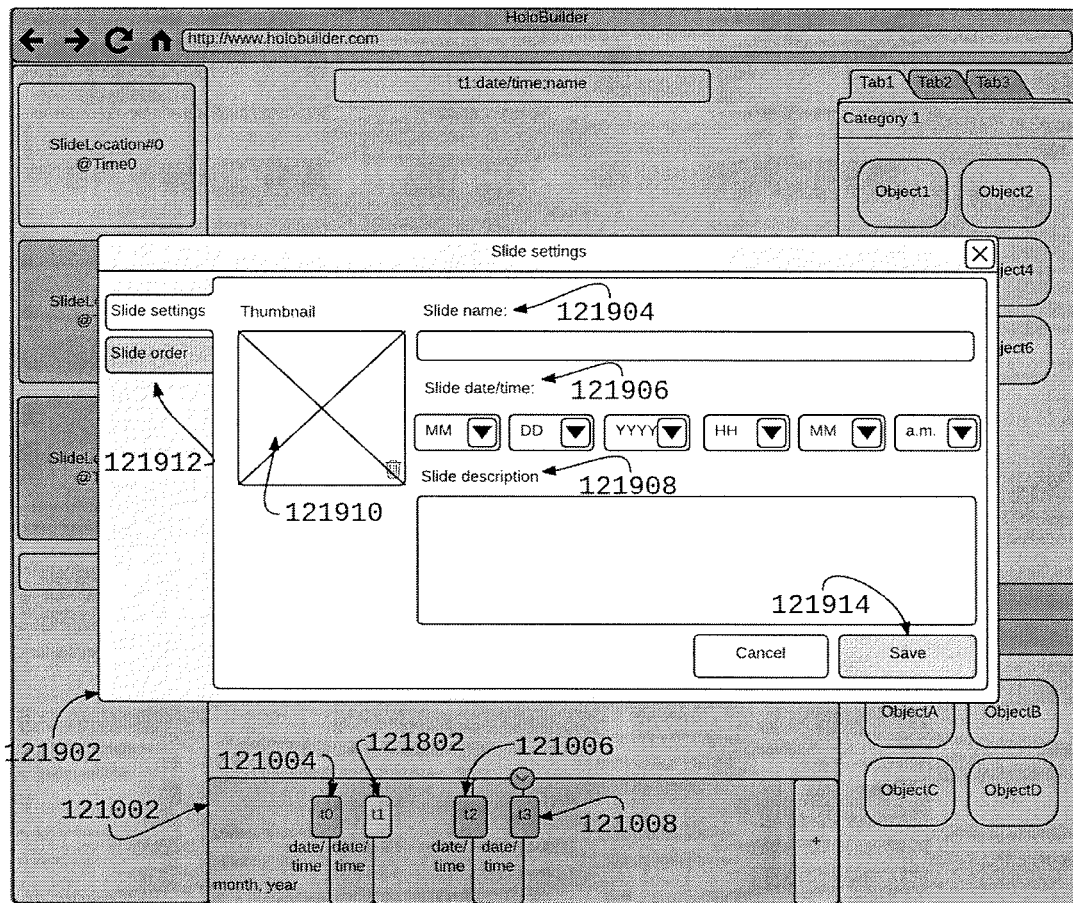 HoloBuilder
http://www.holobuilder.com
t1:date/time:name
Tab1 Tab2 Tab3
Category 1
SlideLocation#0
@Time0
Object1 Object2
Slide settings
ject4
SlideL
@T
Slide settings
Thumbnail
Slide name:
121904
Slide order
ject6
Slide date/time:
121906
MM DD YYYY HH MM a.m.
SlideL
@T
121912
Slide description
121908
121910
121914
Cancel Save
ObjectA ObjectB
121902
121004
121802
121006
121002
t0 t1 t2 t3
121008
ObjectC ObjectD
+
date/ date/ date/ date/
time time time time
month, year